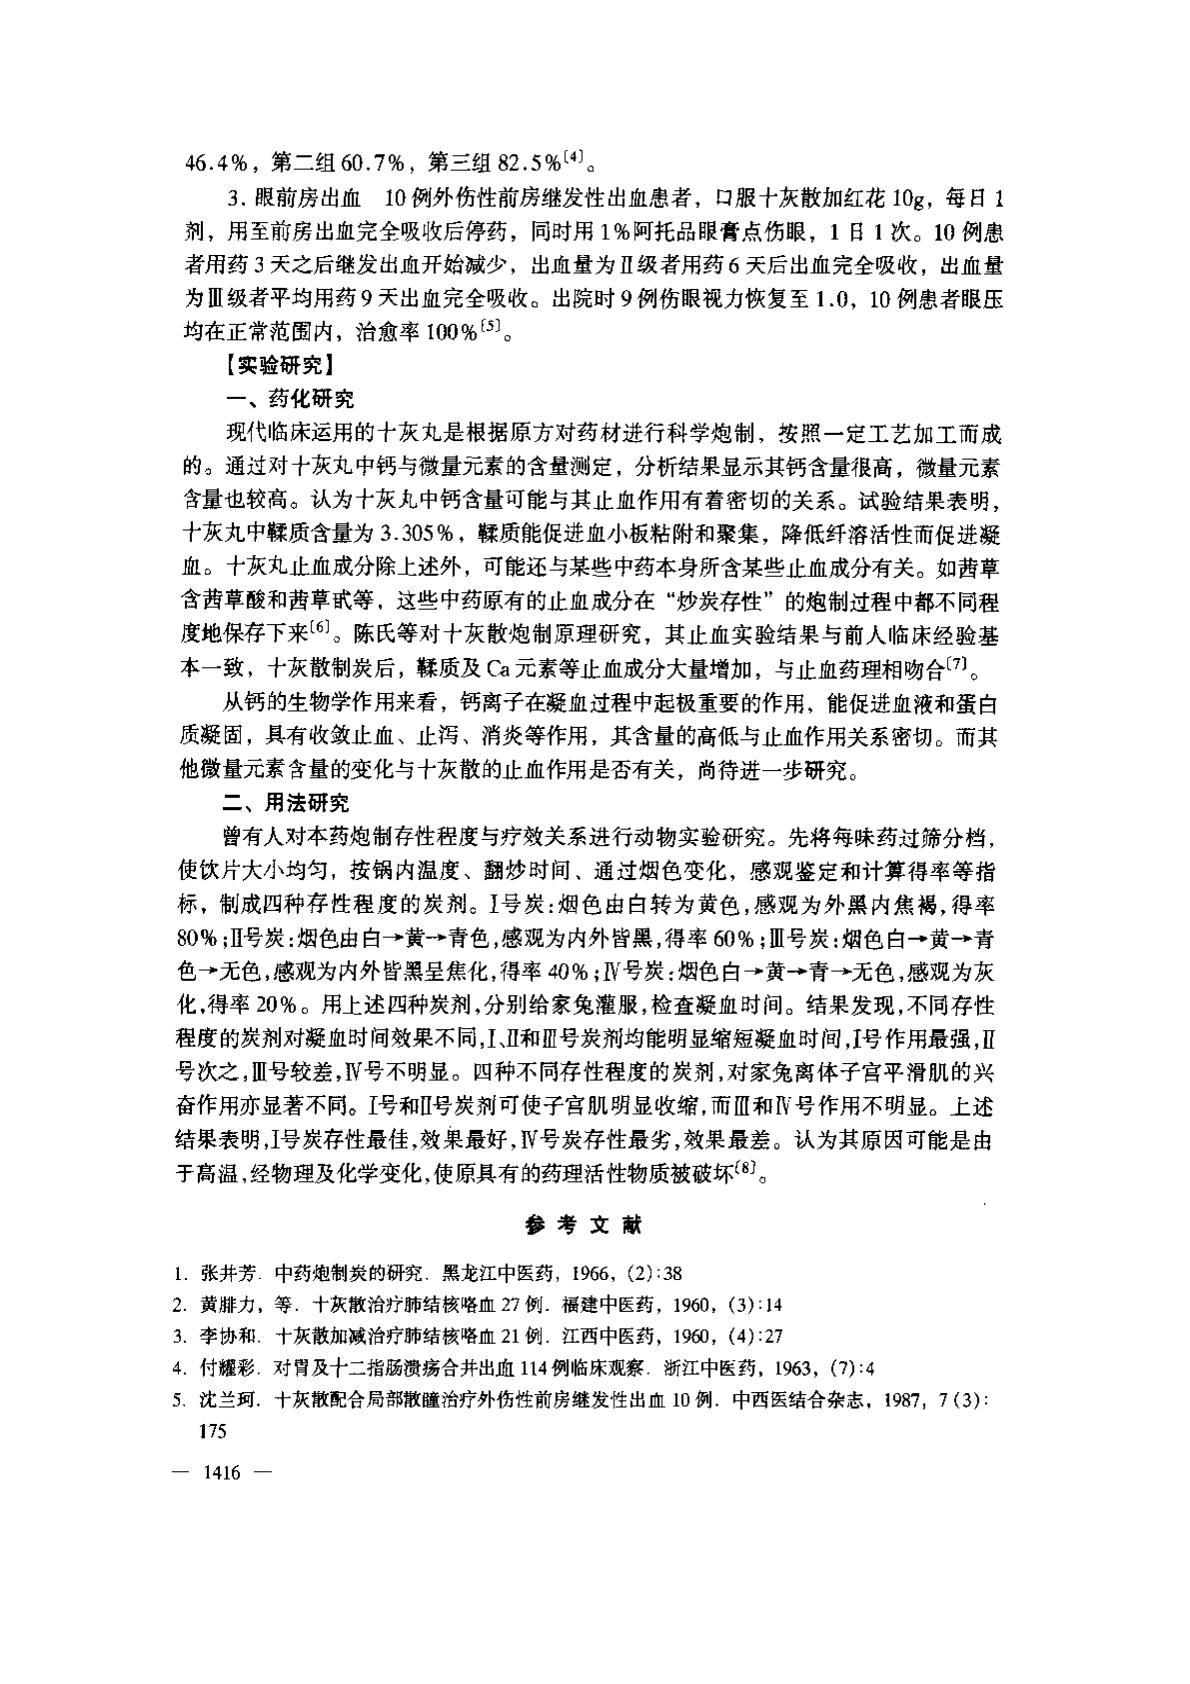 46.4%，第二组 60.7%，第三组 82.5%〔4〕。
3. 眼前房出血　10 例外伤性前房继发性出血患者，口服十灰散加红花 10g，每日 1
剂，用至前房出血完全吸收后停药，同时用 1%阿托品眼膏点伤眼，1 日 1 次。10 例患
者用药 3 天之后继发出血开始减少，出血量为Ⅱ级者用药 6 天后出血完全吸收，出血量
为Ⅲ级者平均用药 9 天出血完全吸收。出院时 9 例伤眼视力恢复至 1.0，10 例患者眼压
均在正常范围内，治愈率 100%〔5〕。
【实验研究】
一、药化研究
现代临床运用的十灰丸是根据原方对药材进行科学炮制，按照一定工艺加工而成
的。通过对十灰丸中钙与微量元素的含量测定，分析结果显示其钙含量很高，微量元素
含量也较高。认为十灰丸中钙含量可能与其止血作用有着密切的关系。试验结果表明，
十灰丸中鞣质含量为 3.305%，鞣质能促进血小板粘附和聚集，降低纤溶活性而促进凝
血。十灰丸止血成分除上述外，可能还与某些中药本身所含某些止血成分有关。如茜草
含茜草酸和茜草甙等，这些中药原有的止血成分在“炒炭存性”的炮制过程中都不同程
度地保存下来〔6〕。陈氏等对十灰散炮制原理研究，其止血实验结果与前人临床经验基
本一致，十灰散制炭后，鞣质及 Ca 元素等止血成分大量增加，与止血药理相吻合〔7〕。
从钙的生物学作用来看，钙离子在凝血过程中起极重要的作用，能促进血液和蛋白
质凝固，具有收敛止血、止泻、消炎等作用，其含量的高低与止血作用关系密切。而其
他微量元素含量的变化与十灰散的止血作用是否有关，尚待进一步研究。
二、用法研究
曾有人对本药炮制存性程度与疗效关系进行动物实验研究。先将每味药过筛分档，
使饮片大小均匀，按锅内温度、翻炒时间、通过烟色变化，感观鉴定和计算得率等指
标，制成四种存性程度的炭剂。Ⅰ号炭:烟色由白转为黄色,感观为外黑内焦褐,得率
80%;Ⅱ号炭:烟色由白→黄→青色,感观为内外皆黑,得率 60%;Ⅲ号炭:烟色白→黄→青
色→无色,感观为内外皆黑呈焦化,得率 40%;Ⅳ号炭:烟色白→黄→青→无色,感观为灰
化,得率 20%。用上述四种炭剂,分别给家兔灌服,检查凝血时间。结果发现,不同存性
程度的炭剂对凝血时间效果不同,Ⅰ、Ⅱ和Ⅲ号炭剂均能明显缩短凝血时间,Ⅰ号作用最强,Ⅱ
号次之,Ⅲ号较差,Ⅳ号不明显。四种不同存性程度的炭剂,对家兔离体子宫平滑肌的兴
奋作用亦显著不同。Ⅰ号和Ⅱ号炭剂可使子宫肌明显收缩,而Ⅲ和Ⅳ号作用不明显。上述
结果表明,Ⅰ号炭存性最佳,效果最好,Ⅳ号炭存性最劣,效果最差。认为其原因可能是由
于高温,经物理及化学变化,使原具有的药理活性物质被破坏〔8〕。
参 考 文 献
1. 张井芳. 中药炮制炭的研究. 黑龙江中医药, 1966, (2):38
2. 黄腓力, 等. 十灰散治疗肺结核咯血 27 例. 福建中医药, 1960, (3):14
3. 李协和. 十灰散加减治疗肺结核咯血 21 例. 江西中医药, 1960, (4):27
4. 付耀彩. 对胃及十二指肠溃疡合并出血 114 例临床观察. 浙江中医药, 1963, (7):4
5. 沈兰珂. 十灰散配合局部散瞳治疗外伤性前房继发性出血 10 例. 中西医结合杂志, 1987, 7 (3):
175
— 1416 —